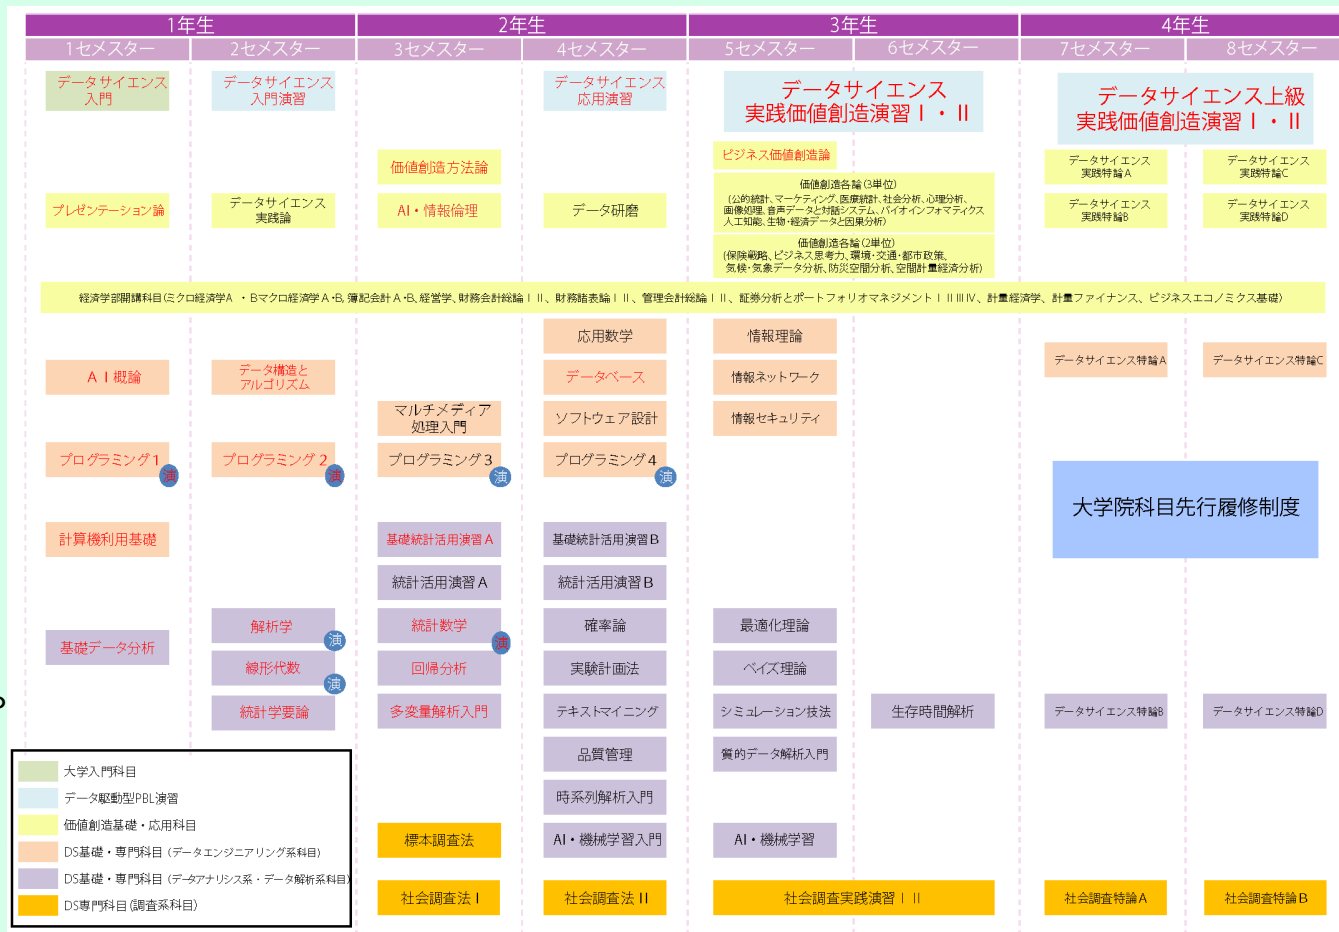 1年生
2年生
3年生
4年生
1セメスター
2セメスター
3セメスター
4セメスター
5セメスター
6セメスター
7セメスター
8セメスター
データサイエンス
入門
データサイエンス
入門演習
データサイエンス
応用演習
データサイエンス
実践価値創造演習Ⅰ・Ⅱ
データサイエンス上級
実践価値創造演習Ⅰ・Ⅱ
価値創造方法論
ビジネス価値創造論
データサイエンス
実践特論A
データサイエンス
実践特論C
プレゼンテーション論
データサイエンス
実践論
AI・情報倫理
データ研磨
価値創造各論(3単位)
(公的統計、マーケティング、医療統計、社会分析、心理分析、
画像処理、音声データと対話システム、バイオインフォマティクス
人工知能、生物・経済データと因果分析)
データサイエンス
実践特論B
データサイエンス
実践特論D
価値創造各論(2単位)
(保険戦略、ビジネス思考力、環境・交通・都市政策、
気候・気象データ分析、防災空間分析、空間計量経済分析)
経済学部開講科目(ミクロ経済学A・Bマクロ経済学A・B, 簿記会計A・B, 経営学、財務会計総論ⅠⅡ、財務諸表論ⅠⅡ、管理会計総論ⅠⅡ、証券分析とポートフォリオマネジメントⅠⅡⅢⅣ、計量経済学、計量ファイナンス、ビジネスエコノミクス基礎)
応用数学
情報理論
AI概論
データ構造と
アルゴリズム
データベース
情報ネットワーク
データサイエンス特論A
データサイエンス特論C
マルチメディア
処理入門
ソフトウェア設計
情報セキュリティ
プログラミング1
演
プログラミング2
演
プログラミング3
演
プログラミング4
演
大学院科目先行履修制度
計算機利用基礎
基礎統計活用演習A
基礎統計活用演習B
統計活用演習A
統計活用演習B
基礎データ分析
解析学
演
統計数学
演
確率論
最適化理論
線形代数
演
回帰分析
実験計画法
ベイズ理論
統計学要論
多変量解析入門
テキストマイニング
シミュレーション技法
生存時間解析
データサイエンス特論B
データサイエンス特論D
品質管理
質的データ解析入門
時系列解析入門
標本調査法
AI・機械学習入門
AI・機械学習
社会調査法Ⅰ
社会調査法Ⅱ
社会調査実践演習ⅠⅡ
社会調査特論A
社会調査特論B
大学入門科目
データ駆動型PBL演習
価値創造基礎・応用科目
DS基礎・専門科目(データエンジニアリング系科目)
DS基礎・専門科目(データアナリシス系・データ解析系科目)
DS専門科目(調査系科目)